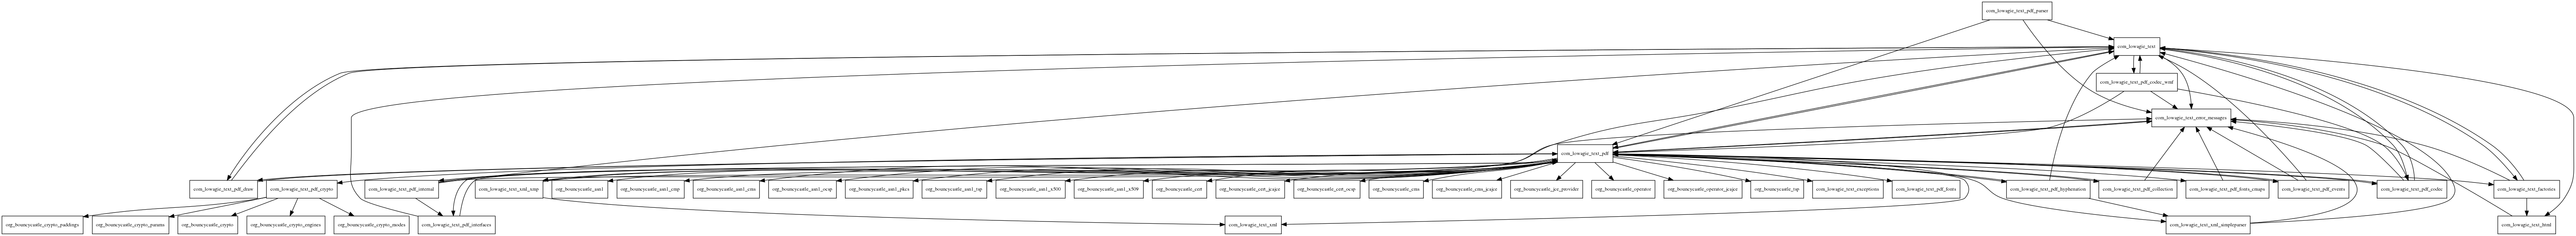 com_lowagie_text_pdf_parser
com_lowagie_text
com_lowagie_text_pdf_codec_wmf
com_lowagie_text_error_messages
com_lowagie_text_pdf
com_lowagie_text_pdf_draw
com_lowagie_text_pdf_crypto
com_lowagie_text_pdf_internal
com_lowagie_text_xml_xmp
org_bouncycastle_asn1
org_bouncycastle_asn1_cmp
org_bouncycastle_asn1_cms
org_bouncycastle_asn1_ocsp
org_bouncycastle_asn1_pkcs
org_bouncycastle_asn1_tsp
org_bouncycastle_asn1_x500
org_bouncycastle_asn1_x509
org_bouncycastle_cert
org_bouncycastle_cert_jcajce
org_bouncycastle_cert_ocsp
org_bouncycastle_cms
org_bouncycastle_cms_jcajce
org_bouncycastle_jce_provider
org_bouncycastle_operator
org_bouncycastle_operator_jcajce
org_bouncycastle_tsp
com_lowagie_text_exceptions
com_lowagie_text_pdf_fonts
com_lowagie_text_pdf_hyphenation
com_lowagie_text_pdf_collection
com_lowagie_text_pdf_fonts_cmaps
com_lowagie_text_pdf_events
com_lowagie_text_pdf_codec
com_lowagie_text_factories
org_bouncycastle_crypto_paddings
org_bouncycastle_crypto_params
org_bouncycastle_crypto
org_bouncycastle_crypto_engines
org_bouncycastle_crypto_modes
com_lowagie_text_pdf_interfaces
com_lowagie_text_xml
com_lowagie_text_xml_simpleparser
com_lowagie_text_html